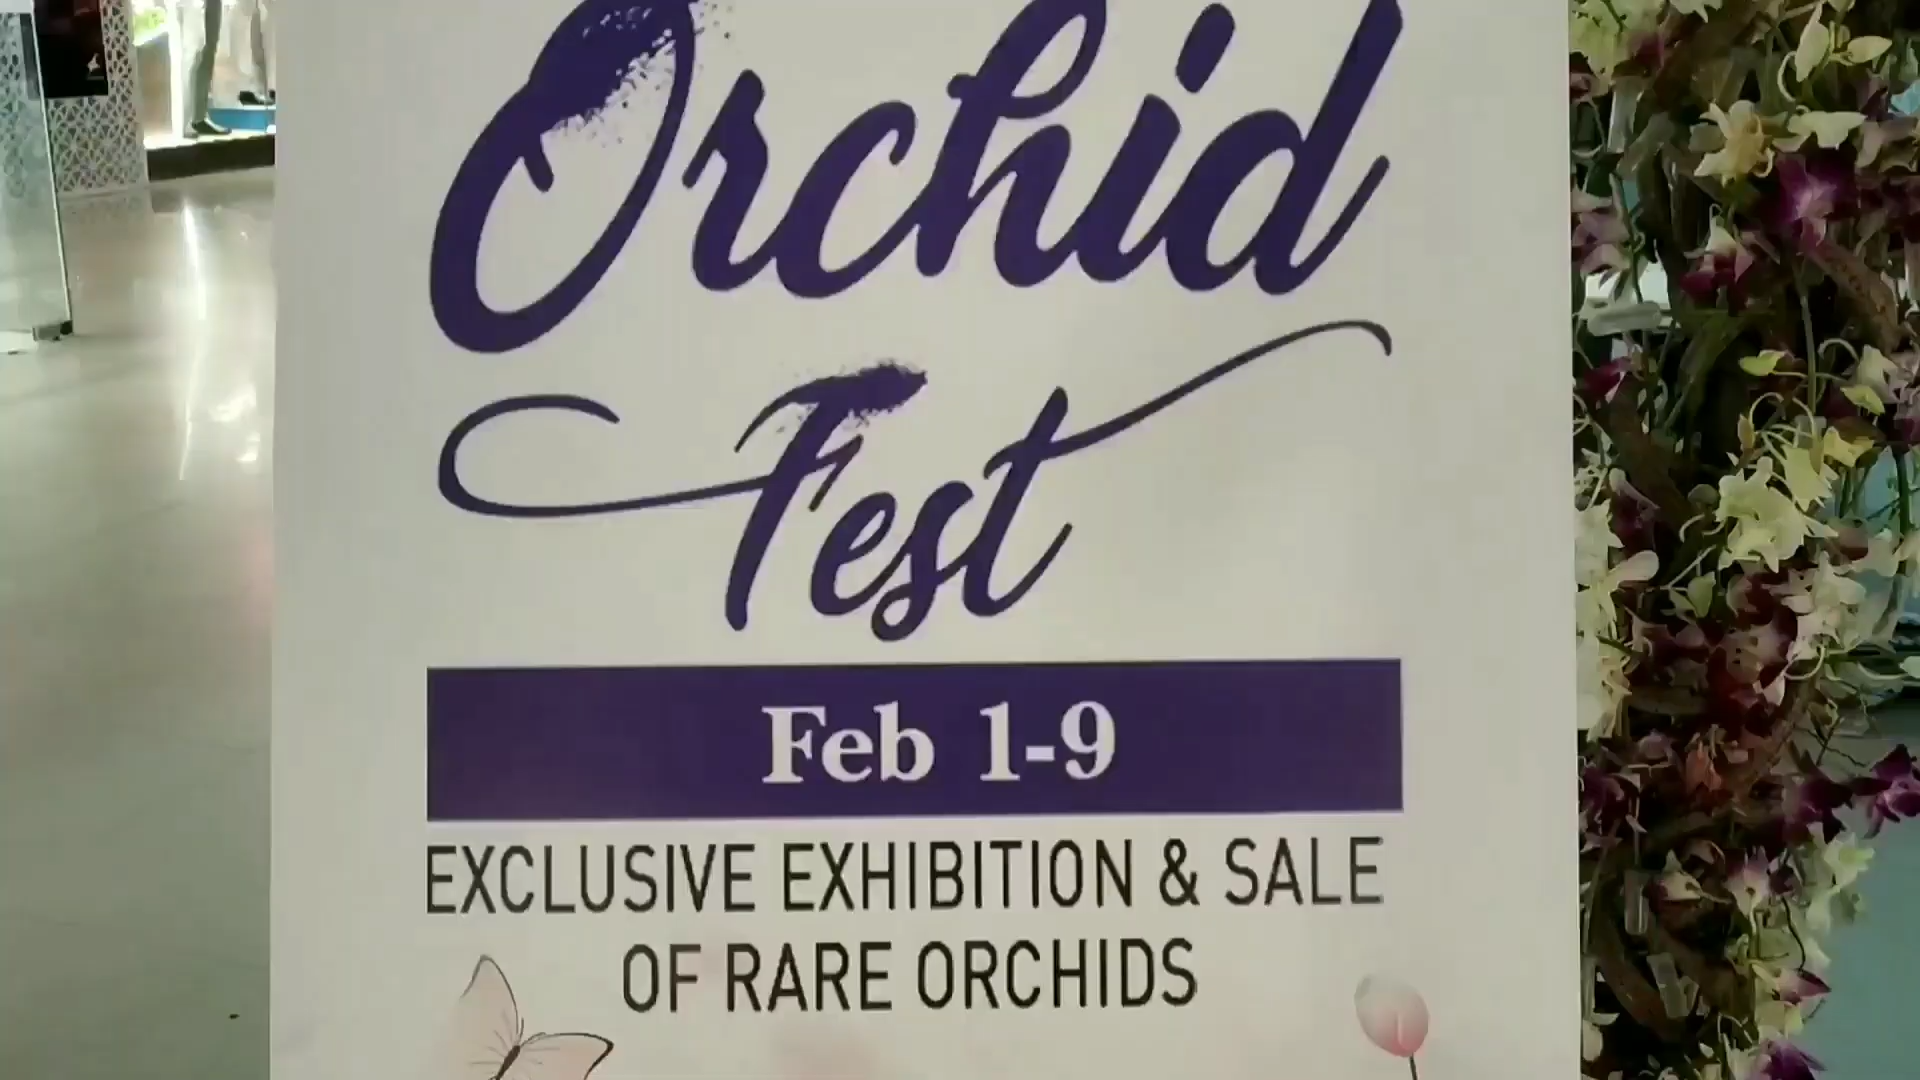 Orchid
Fest
Feb 1-9
EXCLUSIVE EXHIBITION & SALE
OF RARE ORCHIDS